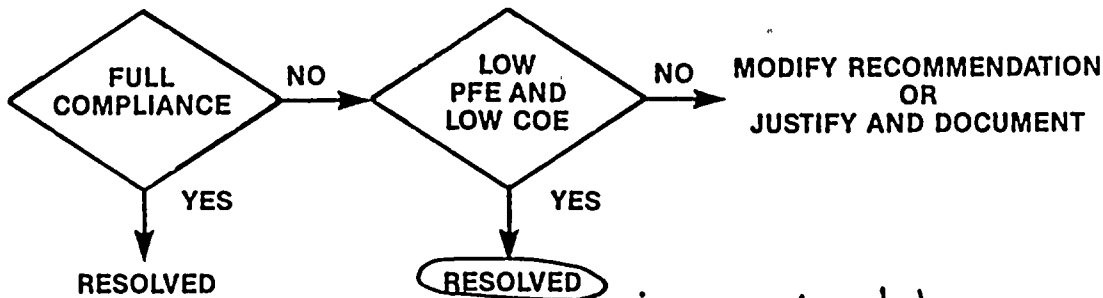 FULL
COMPLIANCE
NO
LOW
PFE AND
LOW COE
NO
MODIFY RECOMMENDATION
OR
JUSTIFY AND DOCUMENT
YES
YES
RESOLVED
RESOLVED